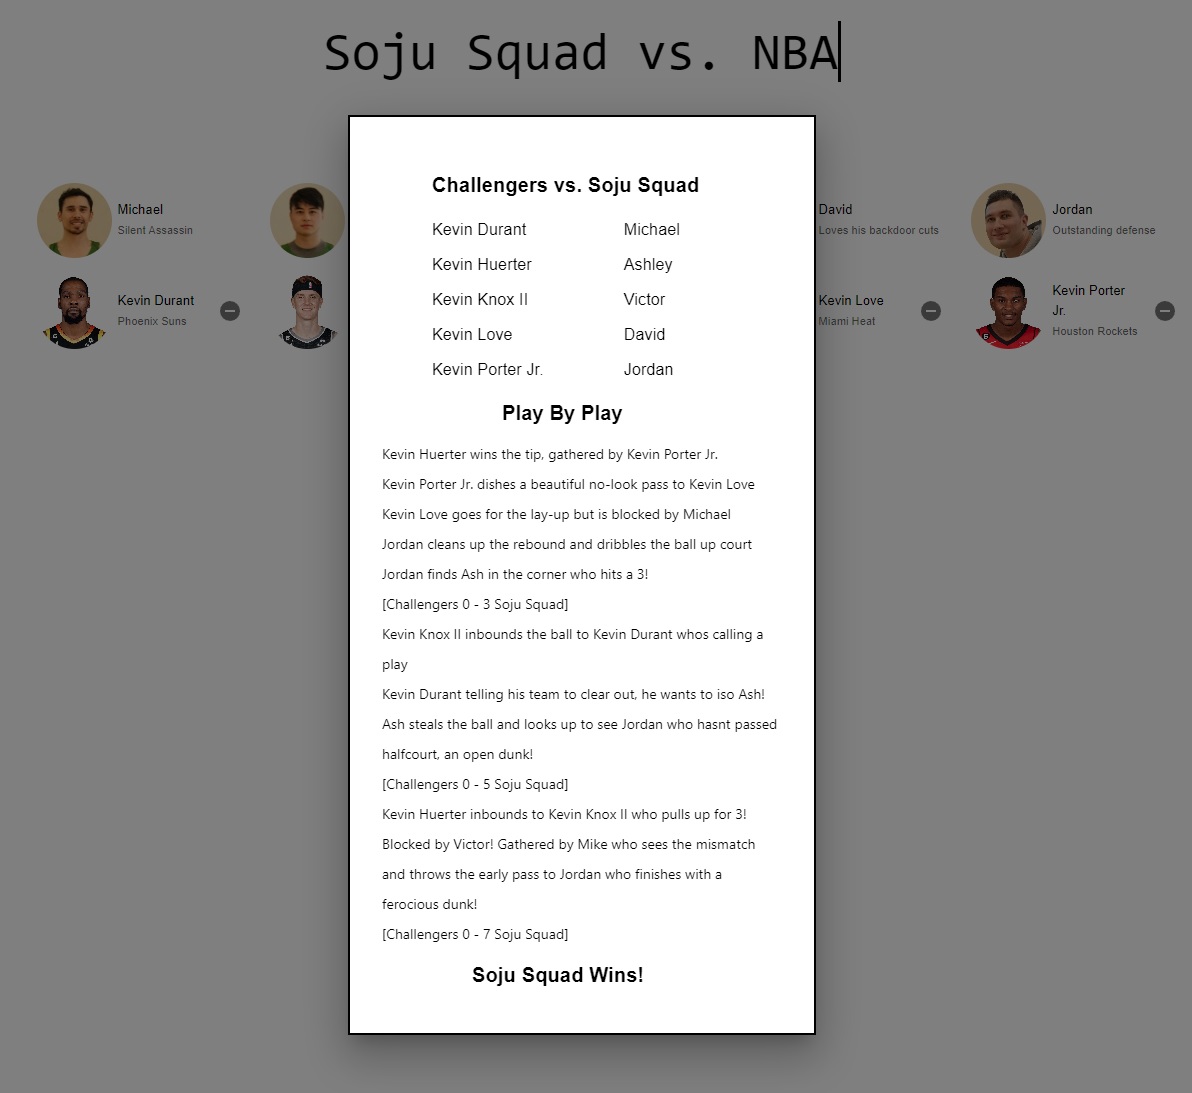 Soju Squad vs. NBA
Michael
Silent Assassin
David
Loves his backdoor cuts
Jordan
Outstanding defense
Kevin Durant
Phoenix Suns
Kevin Love
Miami Heat
Kevin Porter
Jr.
Houston Rockets
Challengers vs. Soju Squad
Kevin Durant Michael
Kevin Huerter Ashley
Kevin Knox II Victor
Kevin Love David
Kevin Porter Jr. Jordan
Play By Play
Kevin Huerter wins the tip, gathered by Kevin Porter Jr.
Kevin Porter Jr. dishes a beautiful no-look pass to Kevin Love
Kevin Love goes for the lay-up but is blocked by Michael
Jordan cleans up the rebound and dribbles the ball up court
Jordan finds Ash in the corner who hits a 3!
[Challengers 0 - 3 Soju Squad]
Kevin Knox II inbounds the ball to Kevin Durant whos calling a
play
Kevin Durant telling his team to clear out, he wants to iso Ash!
Ash steals the ball and looks up to see Jordan who hasnt passed
halfcourt, an open dunk!
[Challengers 0 - 5 Soju Squad]
Kevin Huerter inbounds to Kevin Knox II who pulls up for 3!
Blocked by Victor! Gathered by Mike who sees the mismatch
and throws the early pass to Jordan who finishes with a
ferocious dunk!
[Challengers 0 - 7 Soju Squad]
Soju Squad Wins!